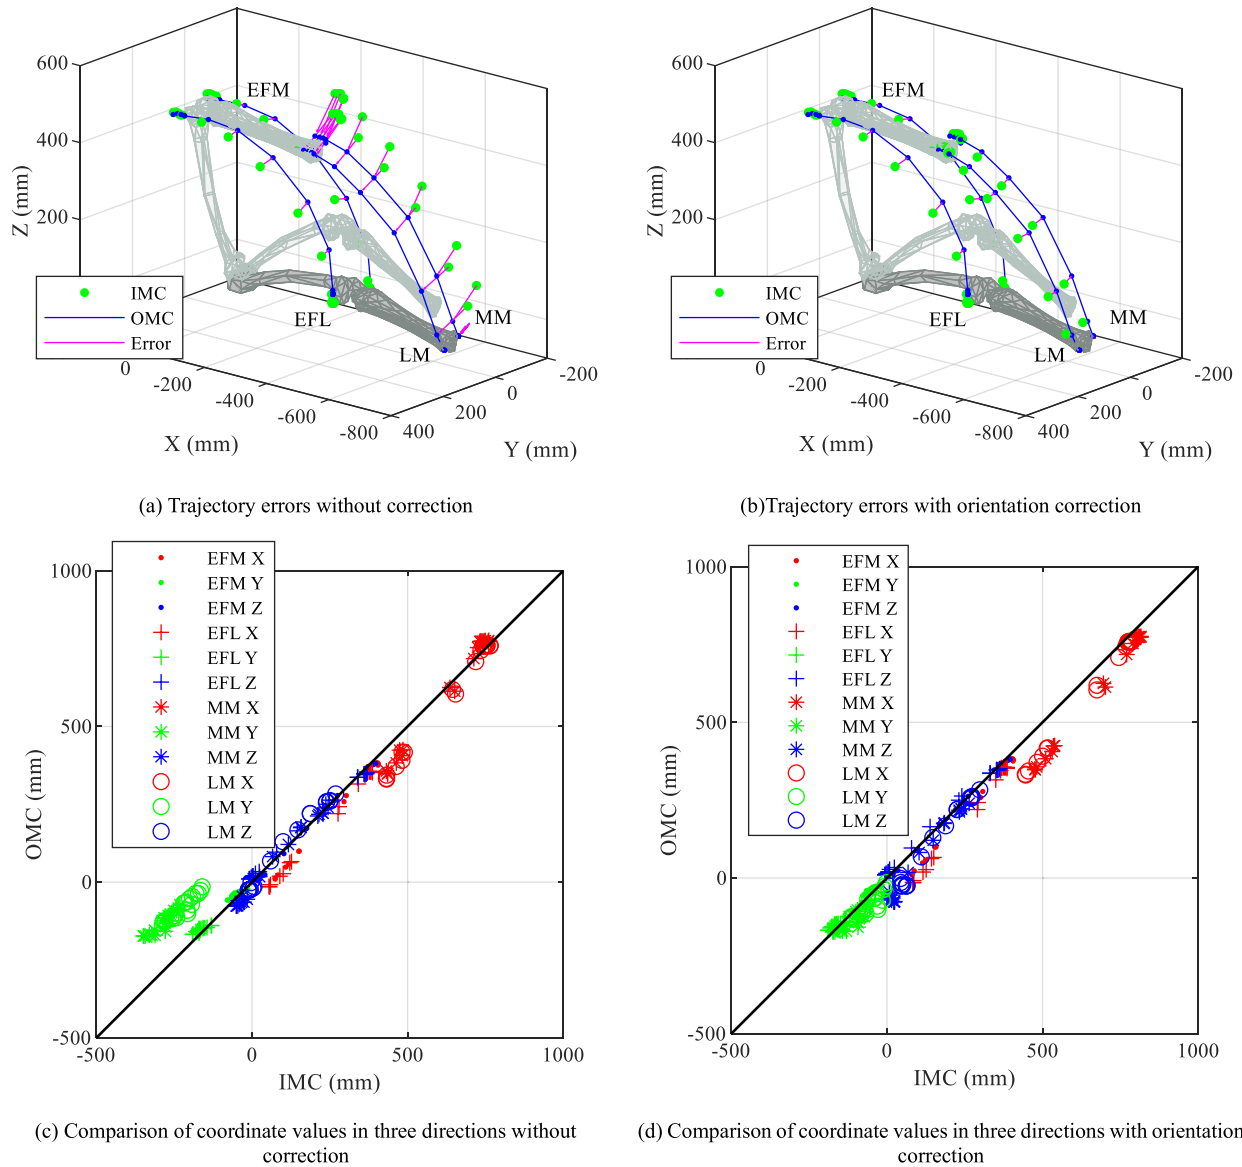 600
400
200
Z (mm)
EFM
EFL
MM
LM
IMC
OMC
Error
0
-200
-400
-600
-800
X (mm)
400
200
0
-200
Y (mm)
(a) Trajectory errors without correction
600
400
200
Z (mm)
EFM
EFL
MM
LM
IMC
OMC
Error
0
-200
-400
-600
-800
X (mm)
400
200
0
-200
Y (mm)
(b)Trajectory errors with orientation correction
EFM X
EFM Y
EFM Z
EFL X
EFL Y
EFL Z
MM X
MM Y
MM Z
LM X
LM Y
LM Z
1000
500
0
-500
OMC (mm)
-500
0
500
1000
IMC (mm)
(c) Comparison of coordinate values in three directions without
correction
EFM X
EFM Y
EFM Z
EFL X
EFL Y
EFL Z
MM X
MM Y
MM Z
LM X
LM Y
LM Z
1000
500
0
-500
OMC (mm)
-500
0
500
1000
IMC (mm)
(d) Comparison of coordinate values in three directions with orientation
correction